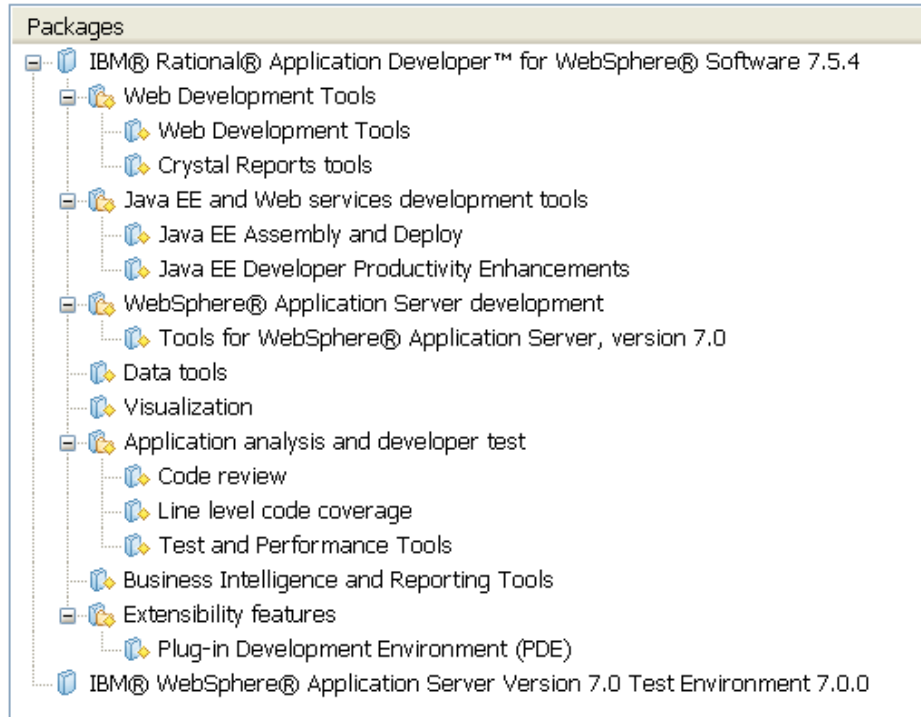 Packages
IBM® Rational® Application Developer™ for WebSphere® Software 7.5.4
Web Development Tools
Web Development Tools
Crystal Reports tools
Java EE and Web services development tools
Java EE Assembly and Deploy
Java EE Developer Productivity Enhancements
WebSphere® Application Server development
Tools for WebSphere® Application Server, version 7.0
Data tools
Visualization
Application analysis and developer test
Code review
Line level code coverage
Test and Performance Tools
Business Intelligence and Reporting Tools
Extensibility features
Plug-in Development Environment (PDE)
IBM® WebSphere® Application Server Version 7.0 Test Environment 7.0.0